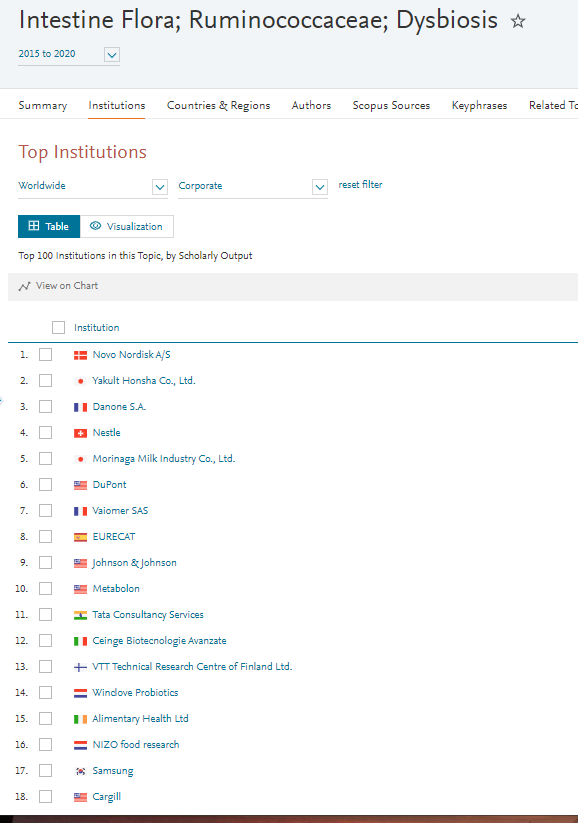 Intestine Flora; Ruminococcaceae; Dysbiosis
2015 to 2020
Summary Institutions Countries & Regions Authors Scopus Sources Keyphrases Related To
Top Institutions
Worldwide Corporate reset filter
Table Visualization
Top 100 Institutions in this Topic, by Scholarly Output
View on Chart
Institution
1. Novo Nordisk A/S
2. Yakult Honsha Co., Ltd.
3. Danone S.A.
4. Nestle
5. Morinaga Milk Industry Co., Ltd.
6. DuPont
7. Vaiomer SAS
8. EURECAT
9. Johnson & Johnson
10. Metabolon
11. Tata Consultancy Services
12. Ceinge Biotecnologie Avanzate
13. VTT Technical Research Centre of Finland Ltd.
14. Winclove Probiotics
15. Alimentary Health Ltd
16. NIZO food research
17. Samsung
18. Cargill